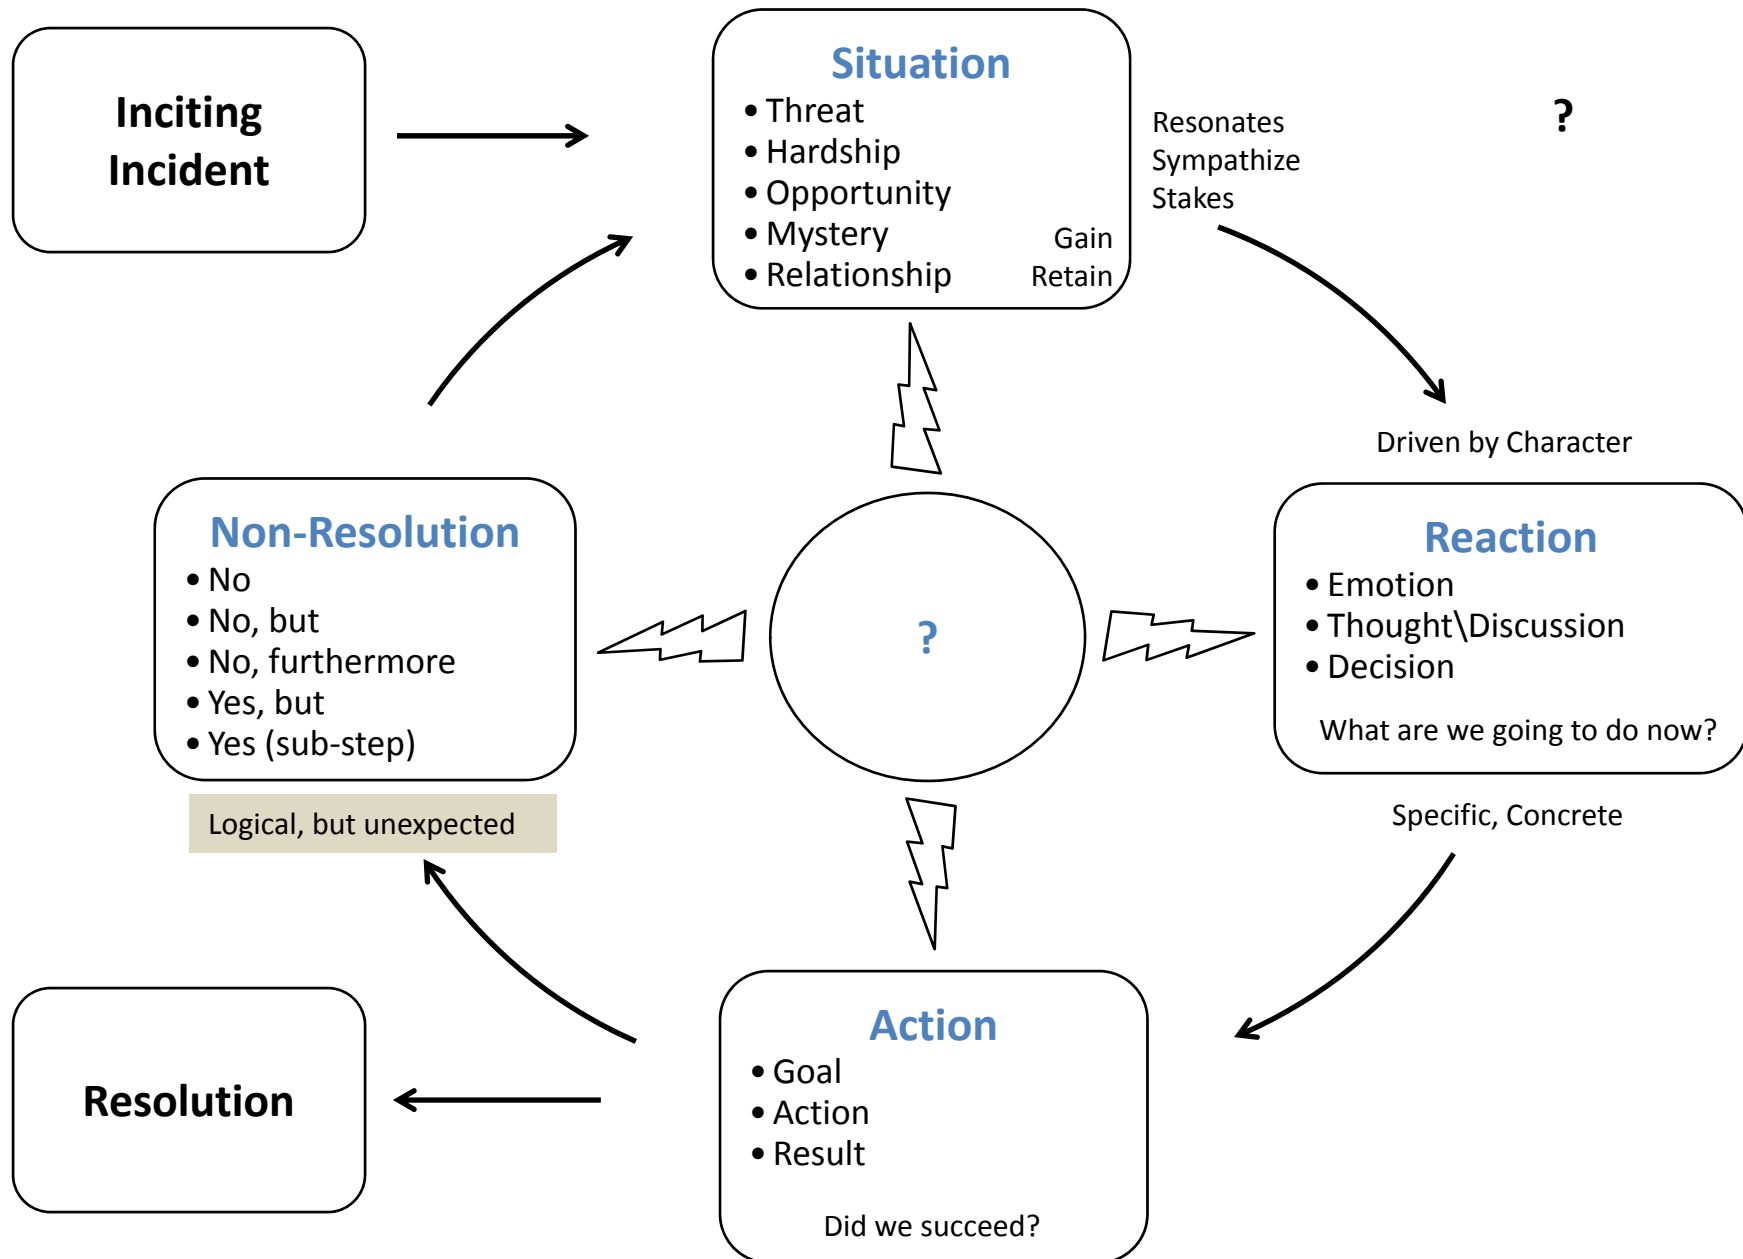 Inciting
Incident
Situation
• Threat
• Hardship
• Opportunity
• Mystery
• Relationship
Gain
Retain
Resonates
Sympathize
Stakes
?
Driven by Character
Reaction
• Emotion
• Thought\Discussion
• Decision
What are we going to do now?
Specific, Concrete
?
Non-Resolution
• No
• No, but
• No, furthermore
• Yes, but
• Yes (sub-step)
Logical, but unexpected
Action
• Goal
• Action
• Result
Did we succeed?
Resolution